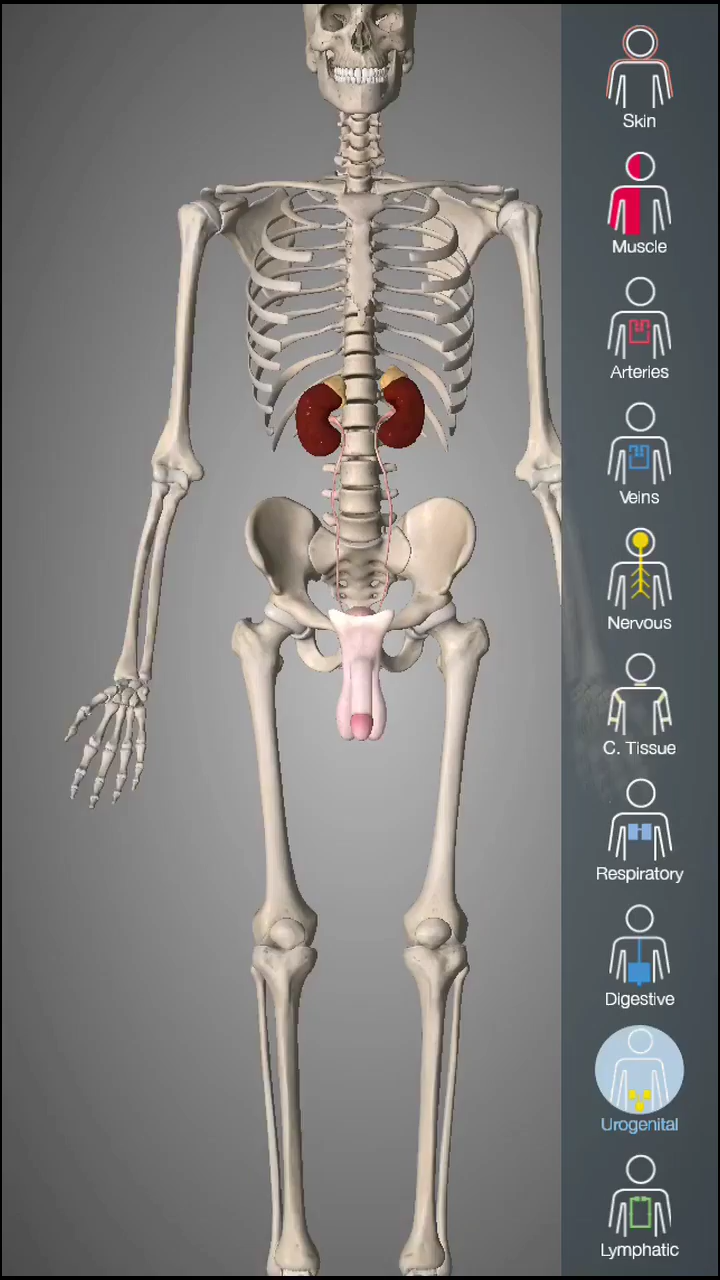 Skin
Muscle
Arteries
Veins
Nervous
C. Tissue
Respiratory
Digestive
Urogenital
Lymphatic